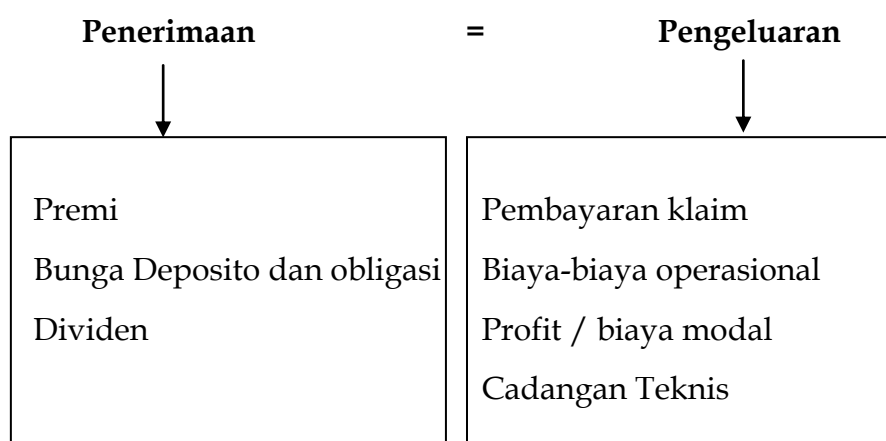 Penerimaan = Pengeluaran
Premi
Bunga Deposito dan obligasi
Dividen
Pembayaran klaim
Biaya-biaya operasional
Profit / biaya modal
Cadangan Teknis